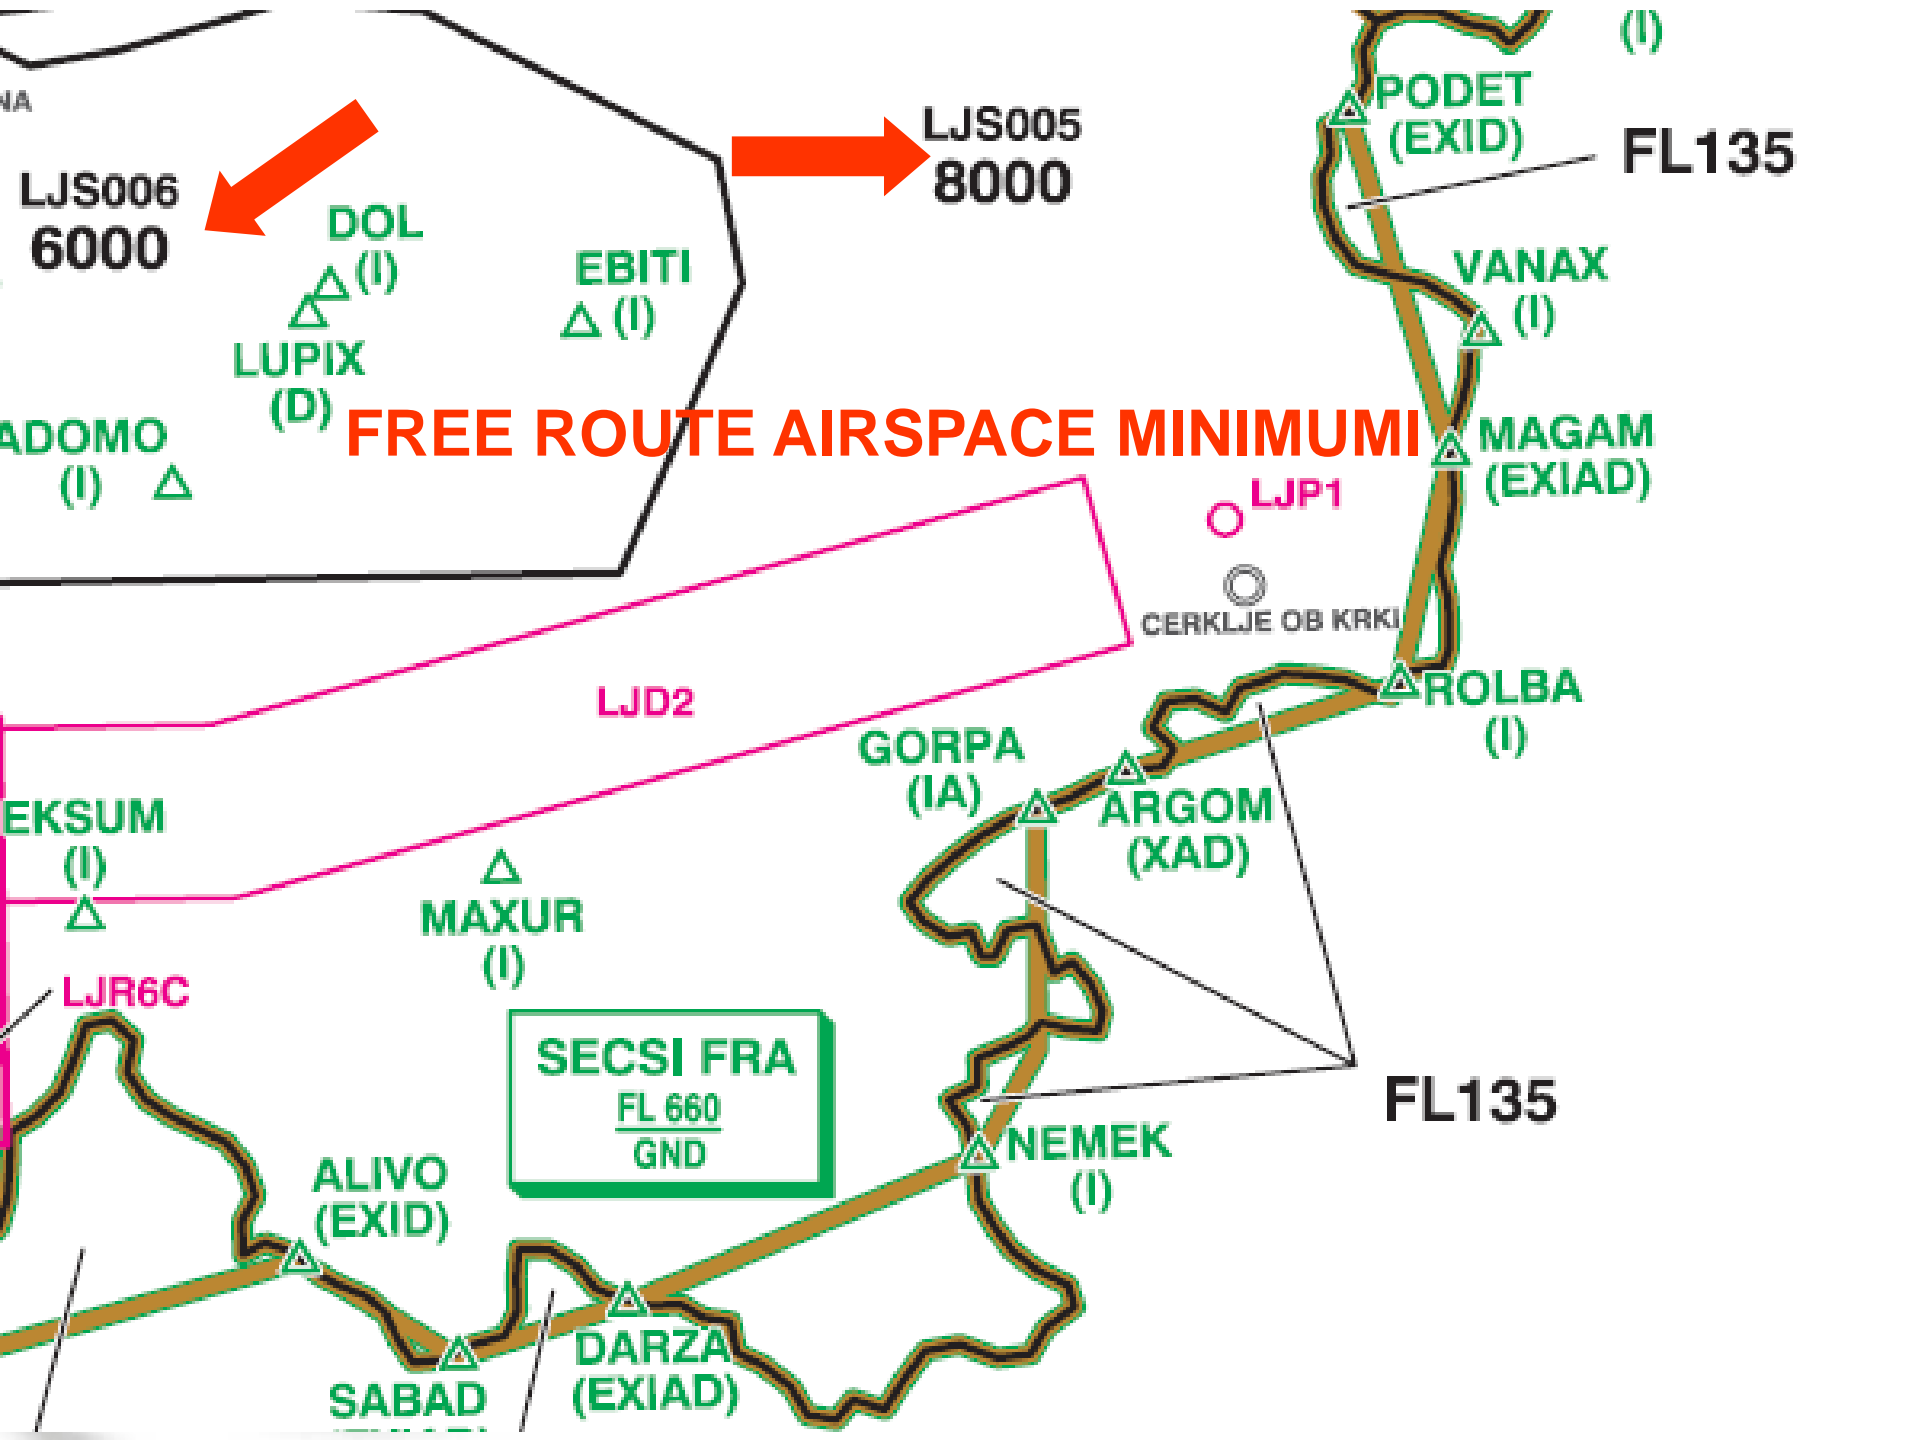 (I)
PODET
(EXID)
FL135
NA
LJS005
8000
LJS006
6000
DOL
(I)
EBITI
(I)
VANAX
(I)
LUPIX
(D)
FREE ROUTE AIRSPACE MINIMUMI
ADOMO
(I)
MAGAM
(EXIAD)
LJP1
CERKLJE OB KRKI
LJD2
ROLBA
(I)
GORPA
(IA)
ARGOM
(XAD)
EKSUM
(I)
MAXUR
(I)
LJR6C
SECSI FRA
FL 660
GND
FL135
NEMEK
(I)
ALIVO
(EXID)
DARZA
(EXIAD)
SABAD